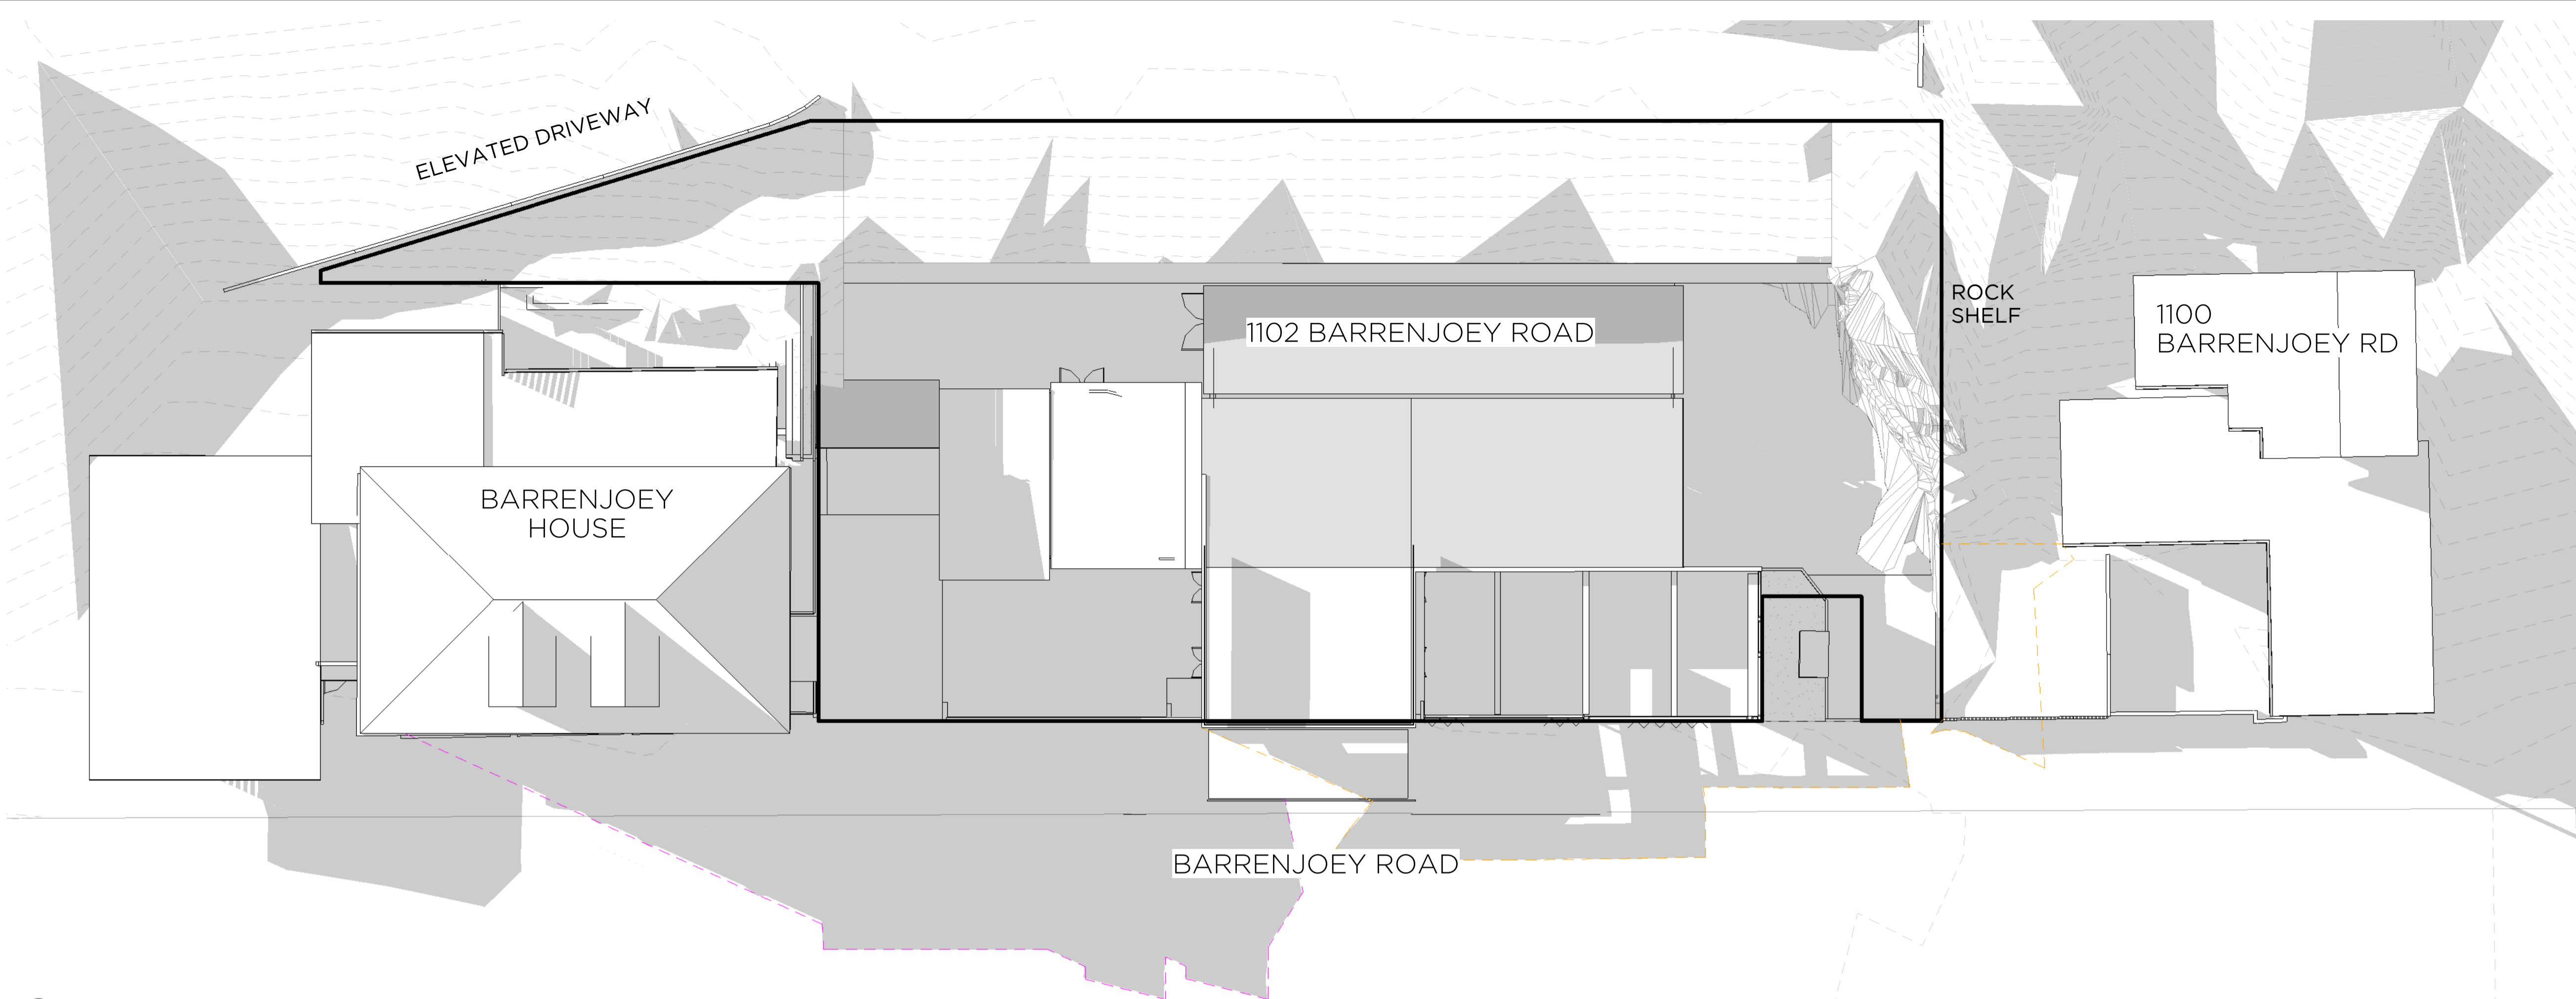 ELEVATED DRIVEWAY
ROCK
SHELF
1102 BARRENJOEY ROAD
1100
BARRENJOEY RD
BARRENJOEY
HOUSE
BARRENJOEY ROAD